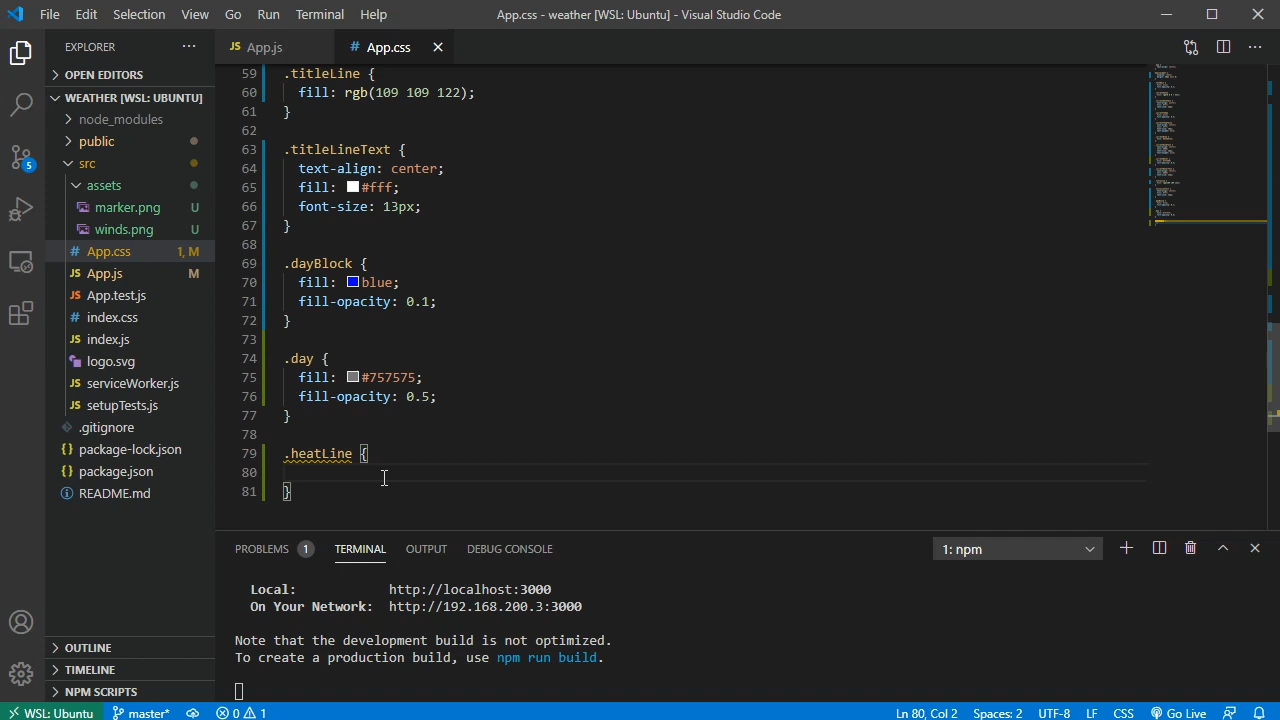 File Edit Selection View Go Run Terminal Help App.css - weather [WSL: Ubuntu] - Visual Studio Code
EXPLORER
OPEN EDITORS
WEATHER [WSL: UBUNTU]
node_modules
public
src
assets
marker.png U
winds.png U
# App.css 1, M
JS App.js M
JS App.test.js
# index.css
JS index.js
logo.svg
JS serviceWorker.js
JS setupTests.js
.gitignore
{} package-lock.json
{} package.json
README.md
OUTLINE
TIMELINE
NPM SCRIPTS
5
JS App.js # App.css
59 .titleLine {
60 fill: rgb(109 109 122);
61 }
62
63 .titleLineText {
64 text-align: center;
65 fill: #fff;
66 font-size: 13px;
67 }
68
69 .dayBlock {
70 fill: blue;
71 fill-opacity: 0.1;
72 }
73
74 .day {
75 fill: #757575;
76 fill-opacity: 0.5;
77 }
78
79 .heatLine {
80
81 }
PROBLEMS 1 TERMINAL OUTPUT DEBUG CONSOLE 1: npm
Local: http://localhost:3000
On Your Network: http://192.168.200.3:3000
Note that the development build is not optimized.
To create a production build, use npm run build.
WSL: Ubuntu master* 0 1 Ln 80, Col 2 Spaces: 2 UTF-8 LF CSS Go Live